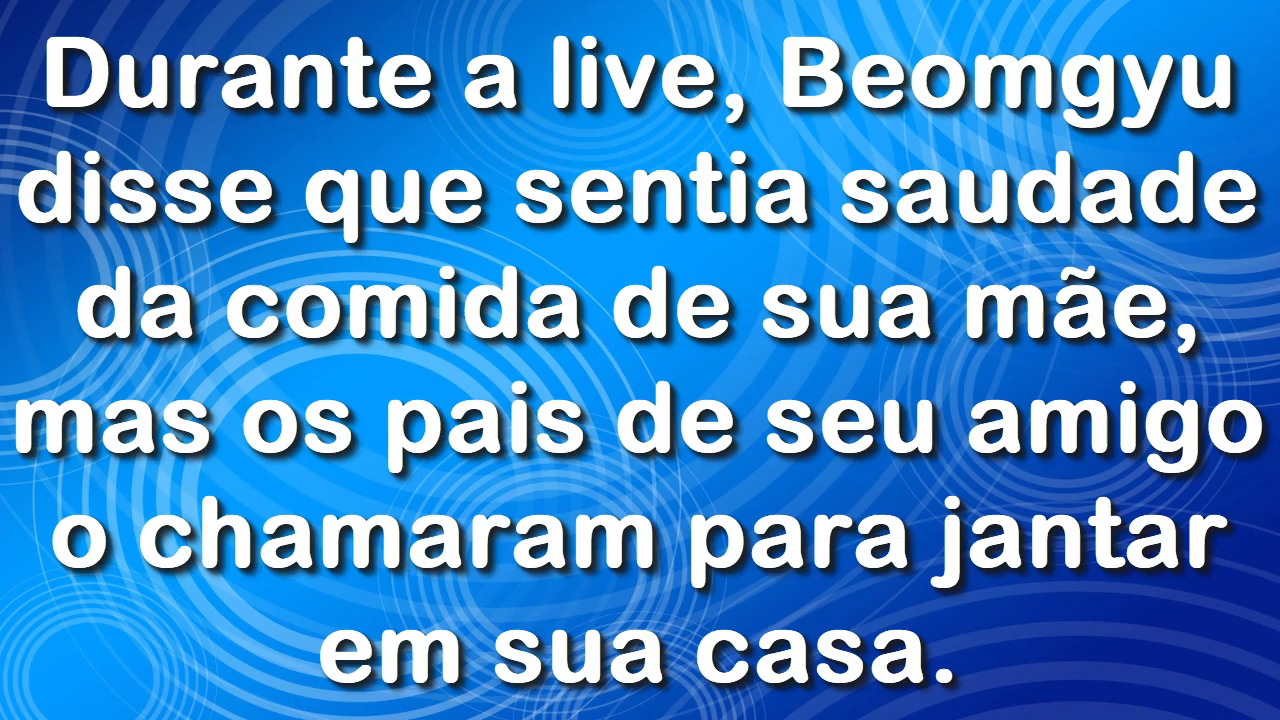 Durante a live, Beomgyu
disse que sentia saudade
da comida de sua mãe,
mas os pais de seu amigo
o chamaram para jantar
em sua casa.